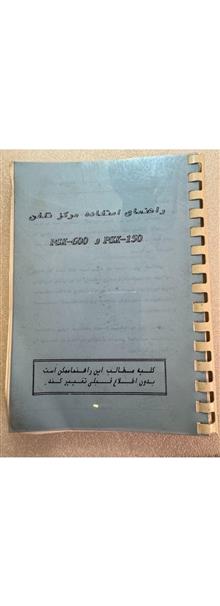 راهنمای استفاده مرکز تلفن
PSX-600 و PSX-150
کلیه مطالب این راهنما ممکن است
بدون اطلاع قبلی تغییر کند.